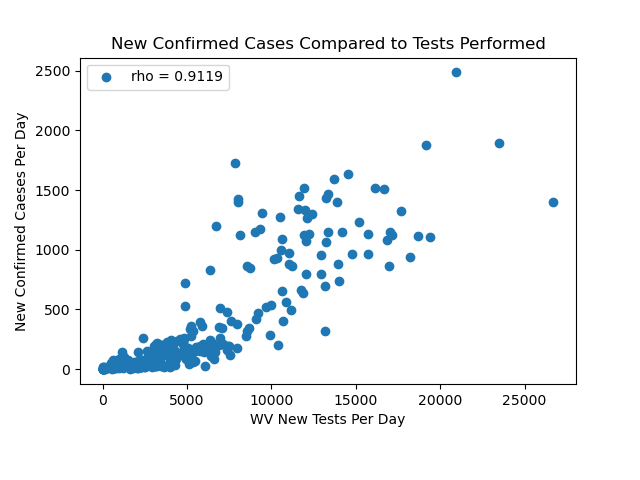 New Confirmed Cases Compared to Tests Performed
rho = 0.9119
2500
2000
1500
1000
500
0
New Confirmed Caeses Per Day
0 5000 10000 15000 20000 25000
WV New Tests Per Day